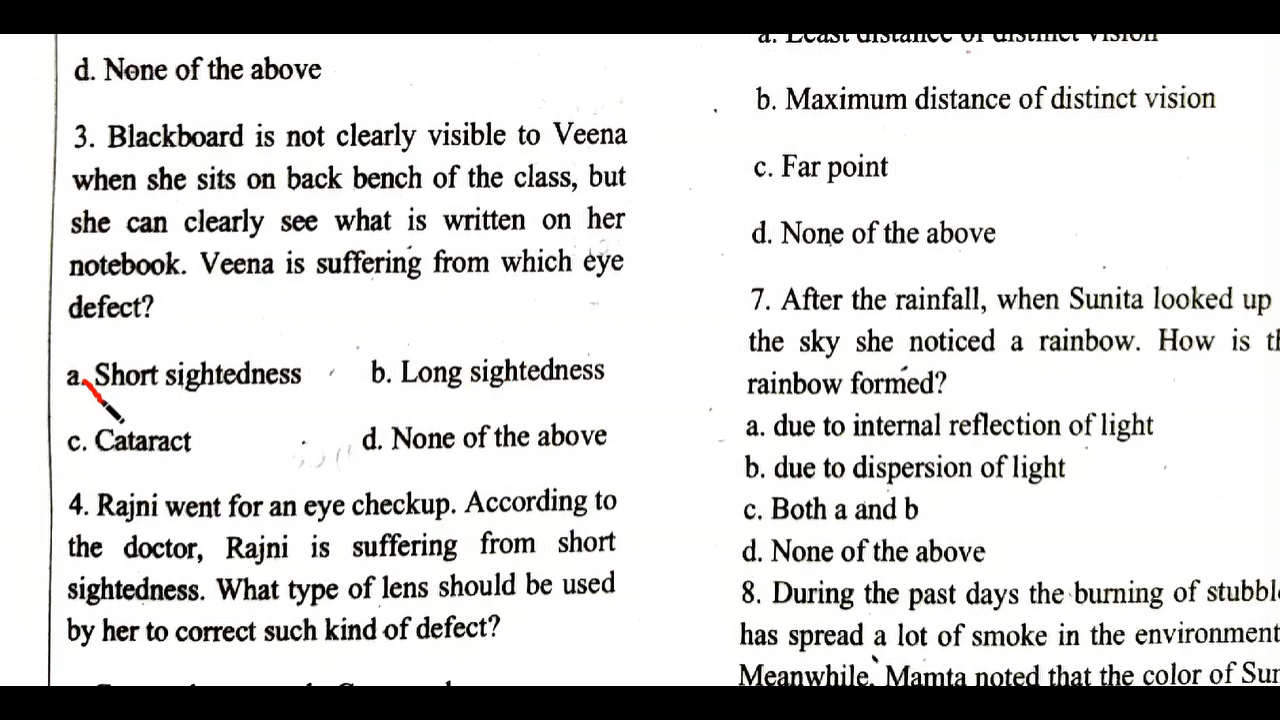 d. None of the above
3. Blackboard is not clearly visible to Veena
when she sits on back bench of the class, but
she can clearly see what is written on her
notebook. Veena is suffering from which eye
defect?
a. Short sightedness b. Long sightedness
c. Cataract d. None of the above
4. Rajni went for an eye checkup. According to
the doctor, Rajni is suffering from short
sightedness. What type of lens should be used
by her to correct such kind of defect?
a. Least distance of distinct vision
b. Maximum distance of distinct vision
c. Far point
d. None of the above
7. After the rainfall, when Sunita looked up
the sky she noticed a rainbow. How is
rainbow formed?
a. due to internal reflection of light
b. due to dispersion of light
c. Both a and b
d. None of the above
8. During the past days the burning of
has spread a lot of smoke in the environment
Meanwhile, Mamta noted that the color of